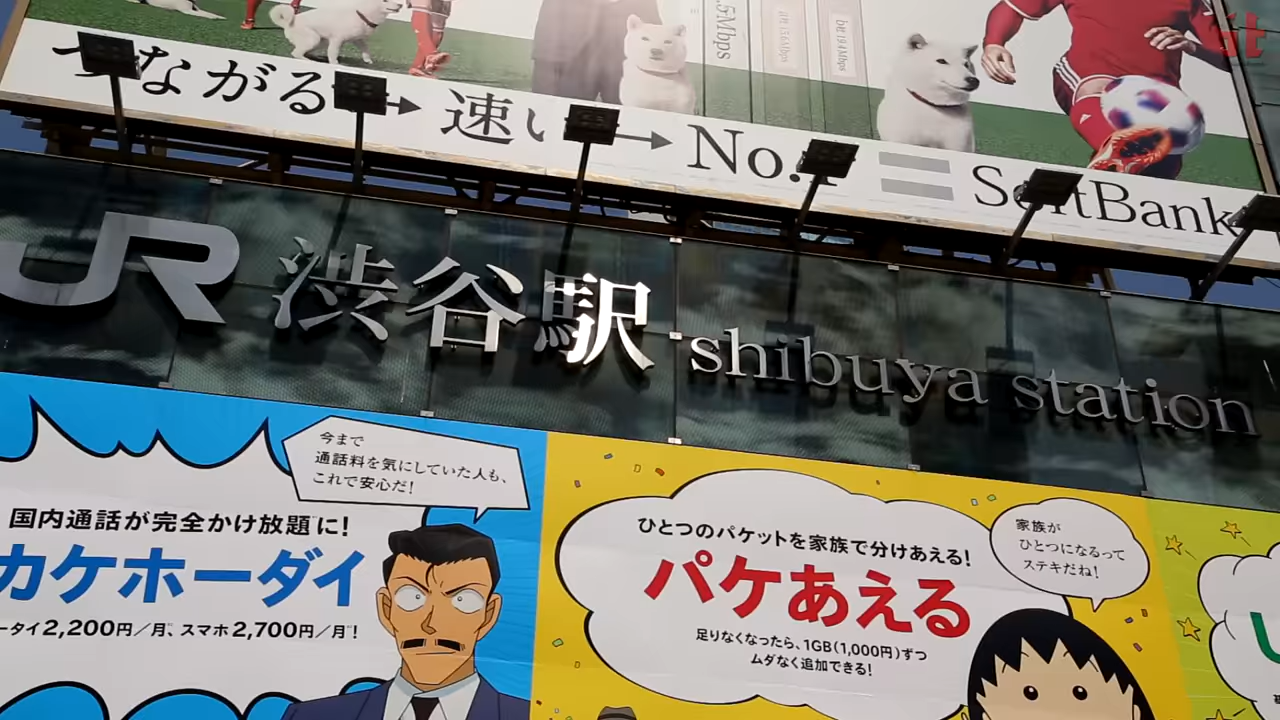 つながる → 速い → No.1 = SoftBank
JR 渋谷駅 shibuya station
今まで
通話料を気にしていた人も、
これで安心だ!
国内通話が完全かけ放題に!
カケホーダイ
ータイ2,200円/月、スマホ2,700円/月!
ひとつのパケットを家族で分けあえる!
パケあえる
足りなくなったら、1GB(1,000円)ずつ
ムダなく追加できる!
家族が
ひとつになるって
ステキだね!